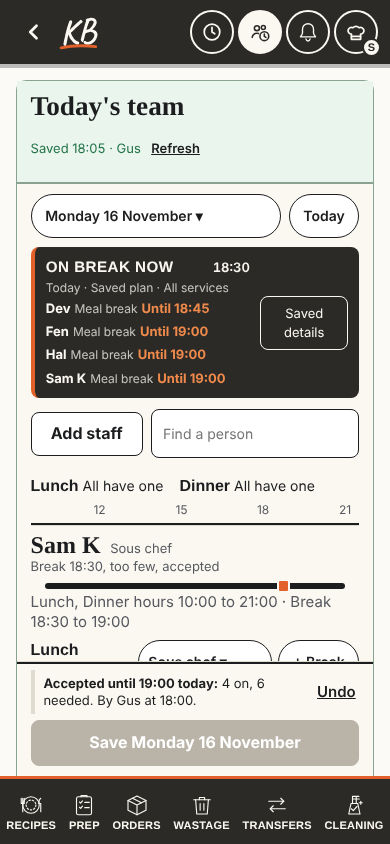 KB
S
Today's team
Saved 18:05 · Gus Refresh
Monday 16 November ▾ Today
ON BREAK NOW 18:30
Today · Saved plan · All services
Dev Meal break Until 18:45
Fen Meal break Until 19:00
Hal Meal break Until 19:00
Sam K Meal break Until 19:00
Saved
details
Add staff Find a person
Lunch All have one Dinner All have one
12 15 18 21
Sam K Sous chef
Break 18:30, too few, accepted
Lunch, Dinner hours 10:00 to 21:00 · Break
18:30 to 19:00
Lunch
Sous chef ▾ + Break
Accepted until 19:00 today: 4 on, 6
needed. By Gus at 18:00.
Undo
Save Monday 16 November
RECIPES PREP ORDERS WASTAGE TRANSFERS CLEANING